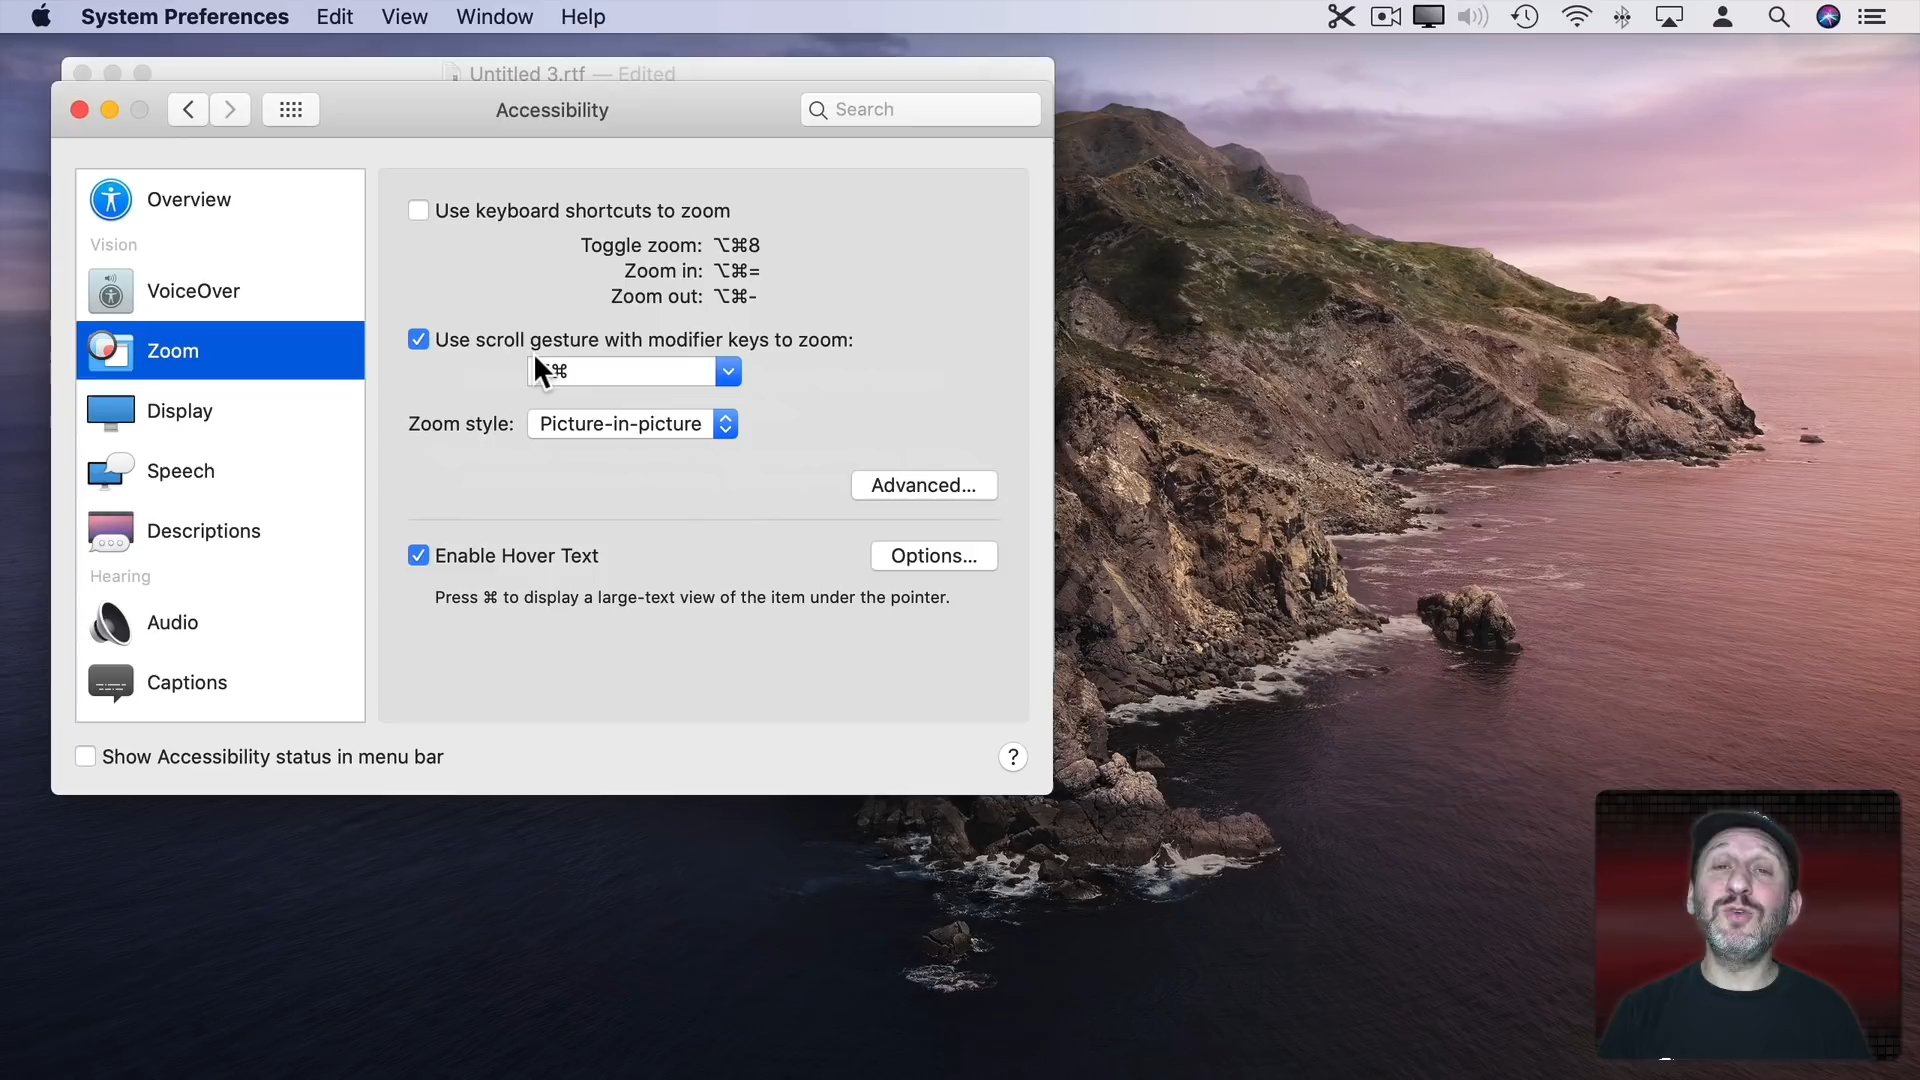 System Preferences Edit View Window Help
Untitled 3.rtf — Edited
Accessibility
Search
Overview
Vision
VoiceOver
Zoom
Display
Speech
Descriptions
Hearing
Audio
Captions
Use keyboard shortcuts to zoom
Toggle zoom: ⌥⌘8
Zoom in: ⌥⌘=
Zoom out: ⌥⌘-
Use scroll gesture with modifier keys to zoom:
⌘
Zoom style: Picture-in-picture
Advanced...
Enable Hover Text
Options...
Press ⌘ to display a large-text view of the item under the pointer.
Show Accessibility status in menu bar
?